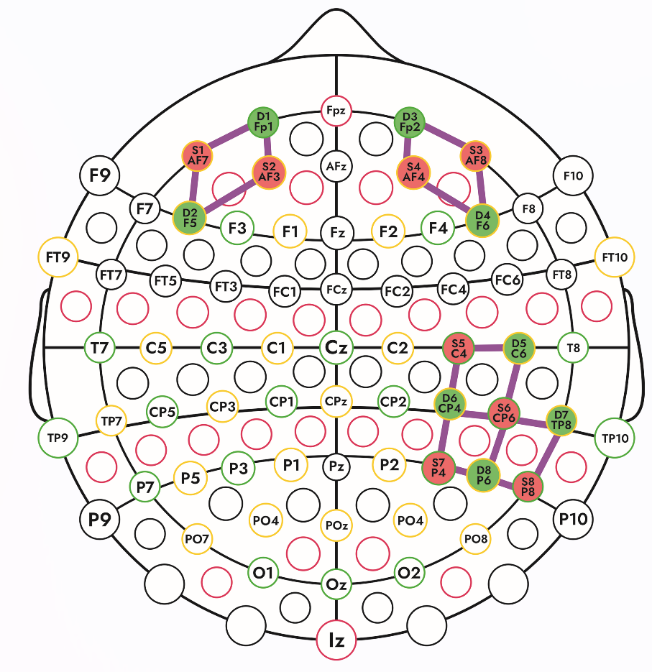 Fpz
D1
Fp1
D3
Fp2
S1
AF7
S2
AF3
AFz
S4
AF4
S3
AF8
F9
F10
F7
D2
F5
F3
F1
Fz
F2
F4
D4
F6
F8
FT9
FT10
FT7
FT5
FT3
FC1
FCz
FC2
FC4
FC6
FT8
T7
C5
C3
C1
Cz
C2
S5
C4
D5
C6
T8
TP9
TP7
CP5
CP3
CP1
CPz
CP2
D6
CP4
S6
CP6
D7
TP8
TP10
P7
P5
P3
P1
Pz
P2
S7
P4
D8
P6
S8
P8
P9
PO7
PO4
POz
PO4
PO8
P10
O1
Oz
O2
Iz